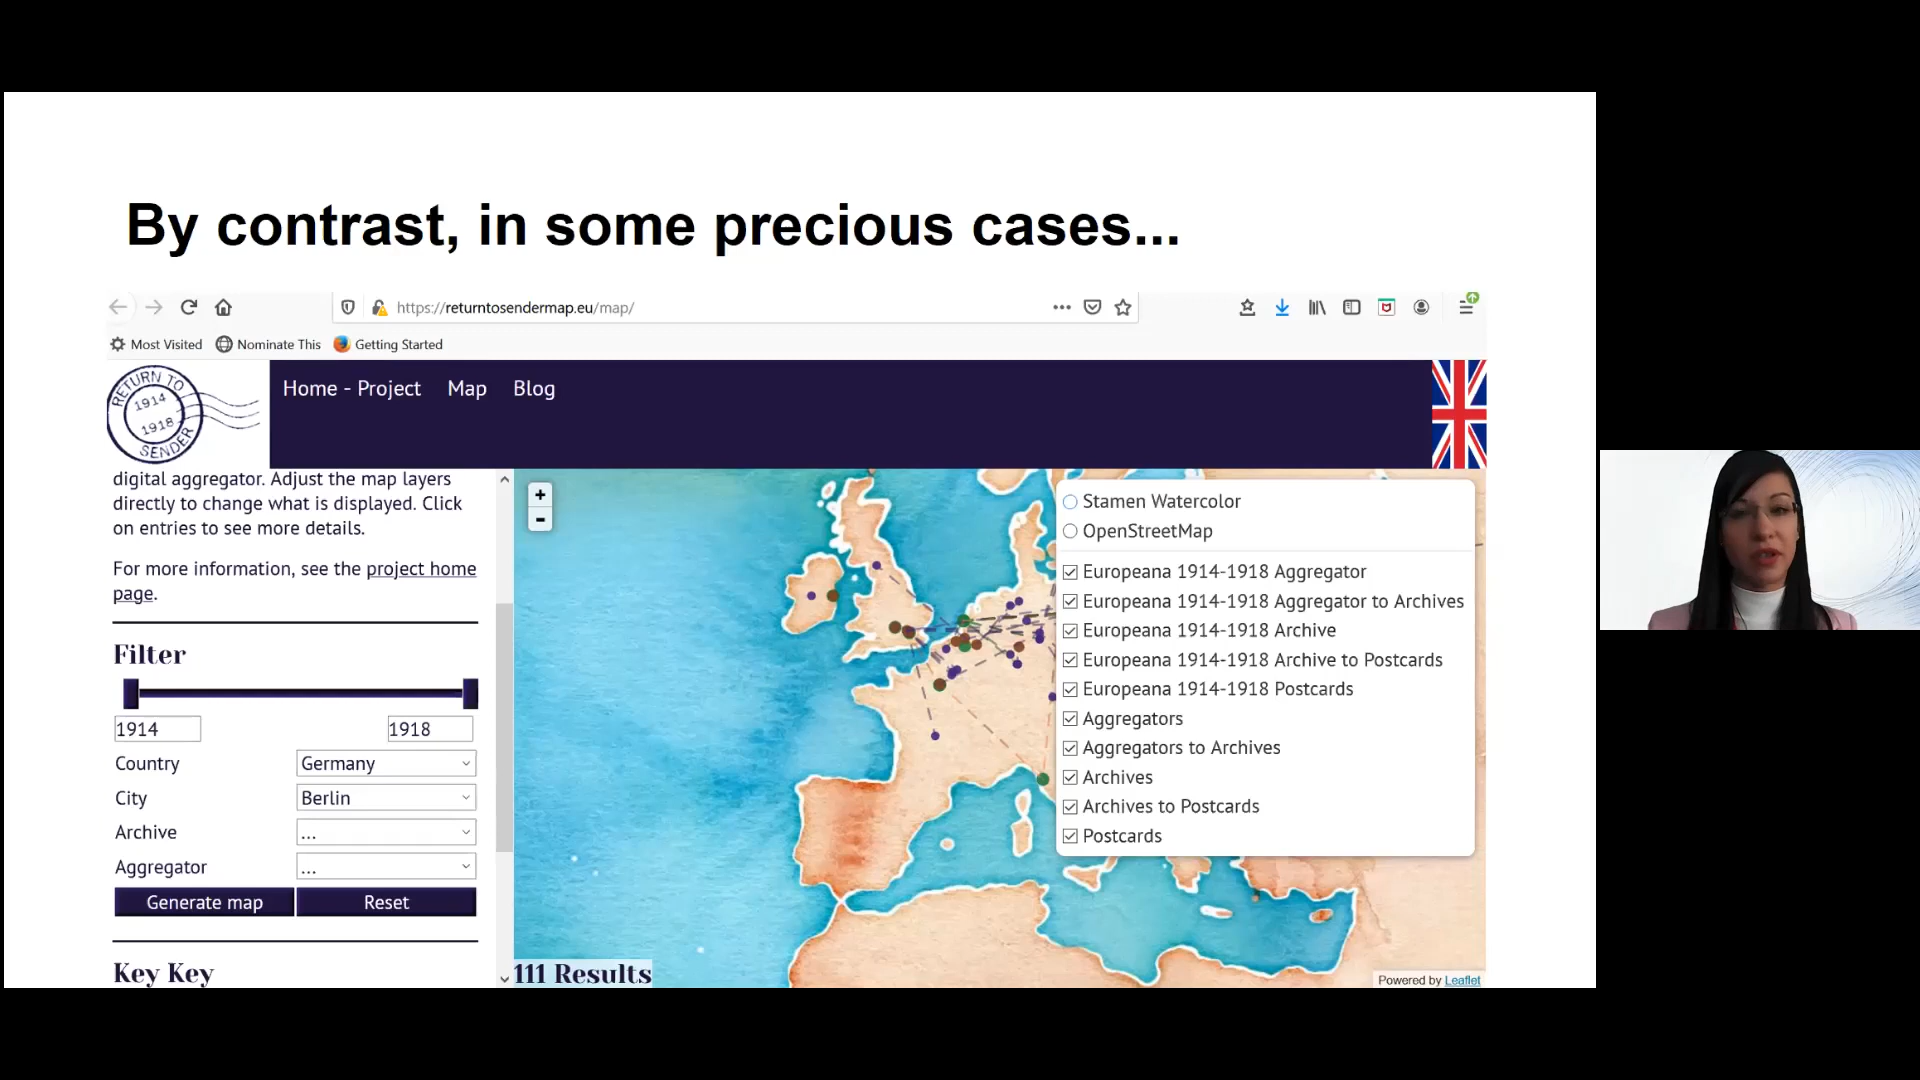 By contrast, in some precious cases...
https://returntosendermap.eu/map/
Most Visited Nominate This Getting Started
RETURN TO
1914
1918
SENDER
Home - Project Map Blog
digital aggregator. Adjust the map layers
directly to change what is displayed. Click
on entries to see more details.
For more information, see the project home
page.
Filter
1914 1918
Country Germany
City Berlin
Archive ...
Aggregator ...
Generate map Reset
Key Key
+
-
Stamen Watercolor
OpenStreetMap
Europeana 1914-1918 Aggregator
Europeana 1914-1918 Aggregator to Archives
Europeana 1914-1918 Archive
Europeana 1914-1918 Archive to Postcards
Europeana 1914-1918 Postcards
Aggregators
Aggregators to Archives
Archives
Archives to Postcards
Postcards
111 Results
Powered by Leaflet